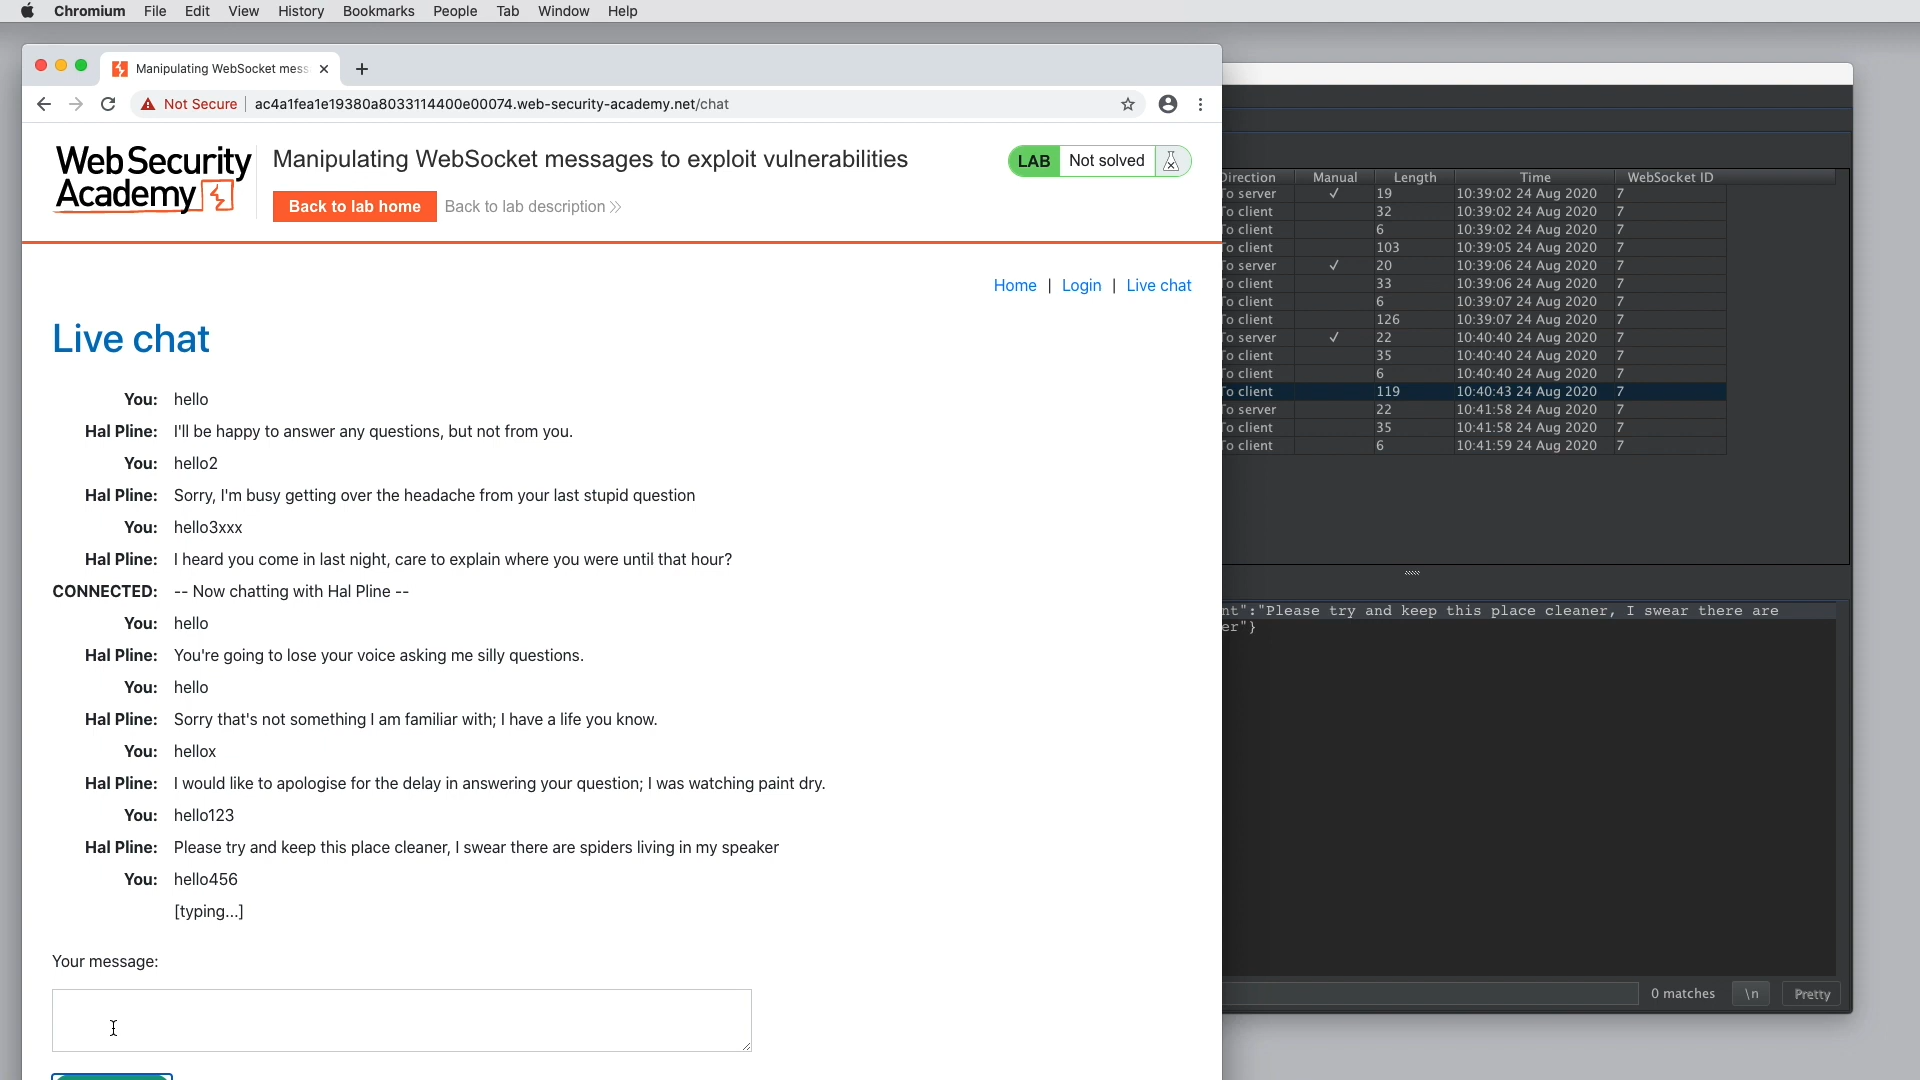 Chromium File Edit View History Bookmarks People Tab Window Help
Manipulating WebSocket mess
Not Secure ac4a1fea1e19380a8033114400e00074.web-security-academy.net/chat
WebSecurity
Academy
Manipulating WebSocket messages to exploit vulnerabilities
LAB Not solved
Back to lab home Back to lab description
Home | Login | Live chat
Live chat
You: hello
Hal Pline: I'll be happy to answer any questions, but not from you.
You: hello2
Hal Pline: Sorry, I'm busy getting over the headache from your last stupid question
You: hello3xxx
Hal Pline: I heard you come in last night, care to explain where you were until that hour?
CONNECTED: -- Now chatting with Hal Pline --
You: hello
Hal Pline: You're going to lose your voice asking me silly questions.
You: hello
Hal Pline: Sorry that's not something I am familiar with; I have a life you know.
You: hellox
Hal Pline: I would like to apologise for the delay in answering your question; I was watching paint dry.
You: hello123
Hal Pline: Please try and keep this place cleaner, I swear there are spiders living in my speaker
You: hello456
[typing...]
Your message:
Direction Manual Length Time WebSocket ID
To server ✓ 19 10:39:02 24 Aug 2020 7
To client 32 10:39:02 24 Aug 2020 7
To client 6 10:39:02 24 Aug 2020 7
To client 103 10:39:05 24 Aug 2020 7
To server ✓ 20 10:39:06 24 Aug 2020 7
To client 33 10:39:06 24 Aug 2020 7
To client 6 10:39:07 24 Aug 2020 7
To client 126 10:39:07 24 Aug 2020 7
To server ✓ 22 10:40:40 24 Aug 2020 7
To client 35 10:40:40 24 Aug 2020 7
To client 6 10:40:40 24 Aug 2020 7
To client 119 10:40:43 24 Aug 2020 7
To server 22 10:41:58 24 Aug 2020 7
To client 35 10:41:58 24 Aug 2020 7
To client 6 10:41:59 24 Aug 2020 7
nt":"Please try and keep this place cleaner, I swear there are
er"}
0 matches \n Pretty